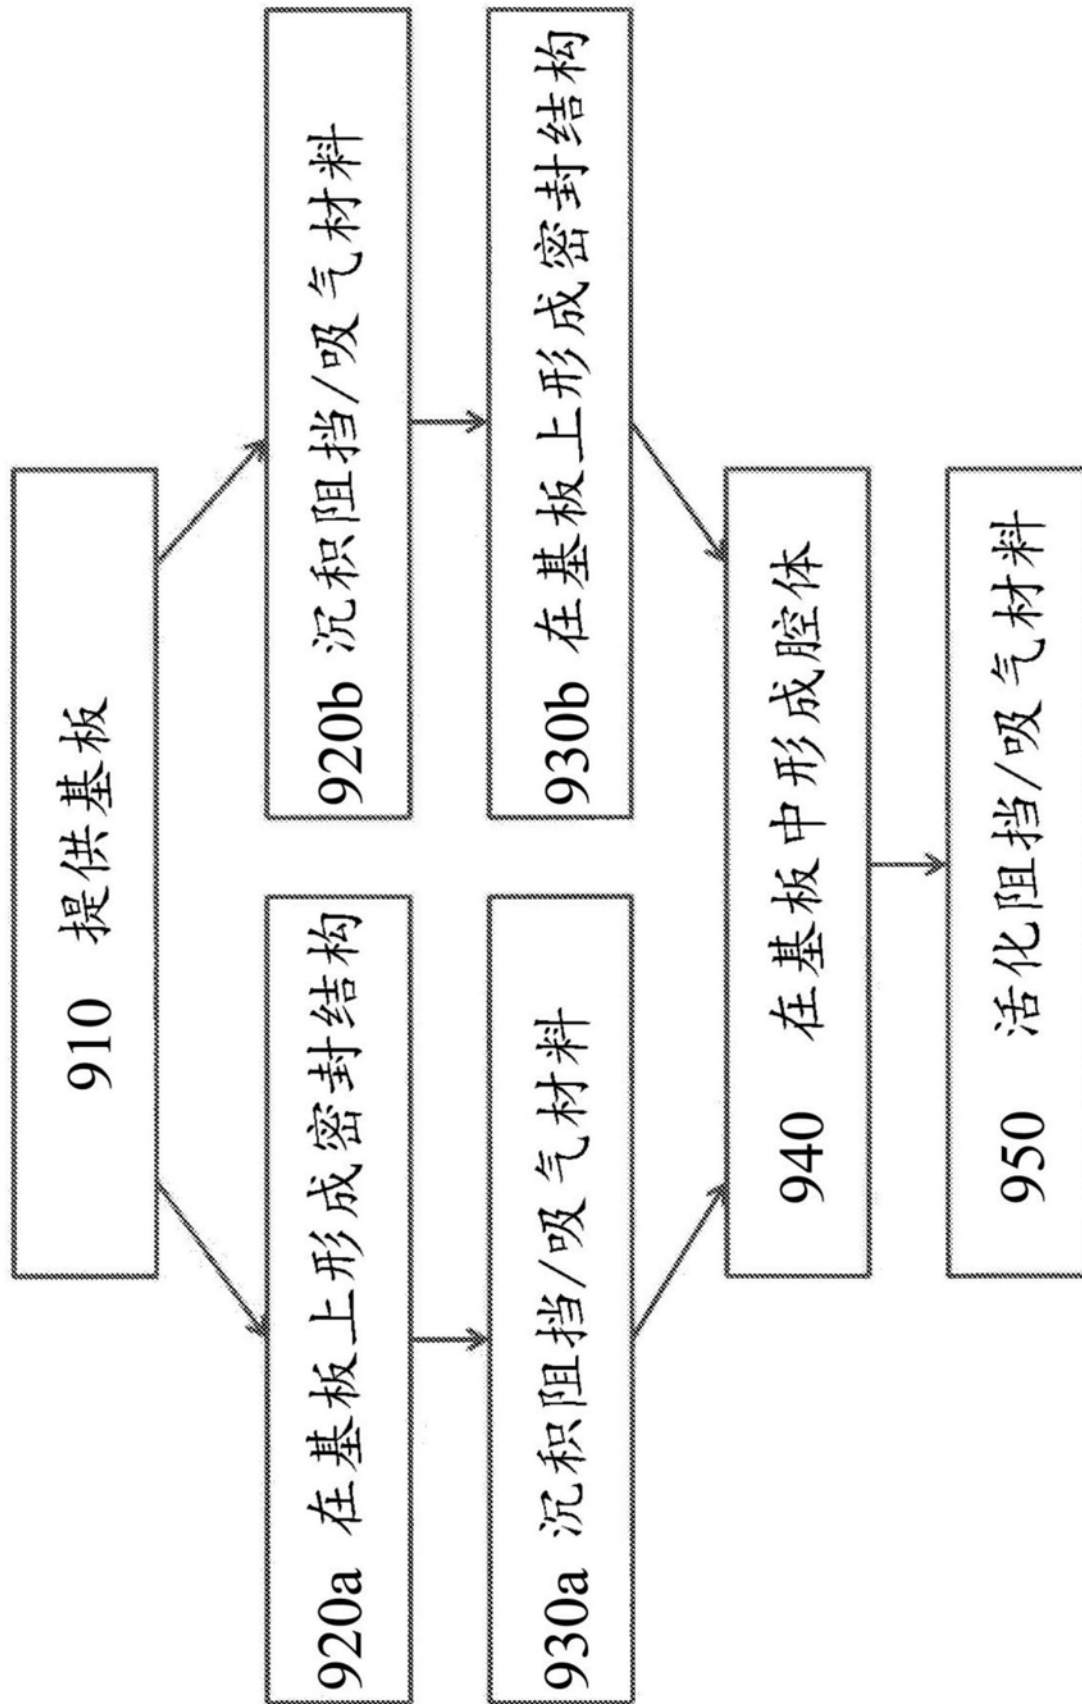 910 提供基板
920a 在基板上形成密封结构
920b 沉积阻挡/吸气材料
930a 沉积阻挡/吸气材料
930b 在基板上形成密封结构
940 在基板中形成腔体
950 活化阻挡/吸气材料